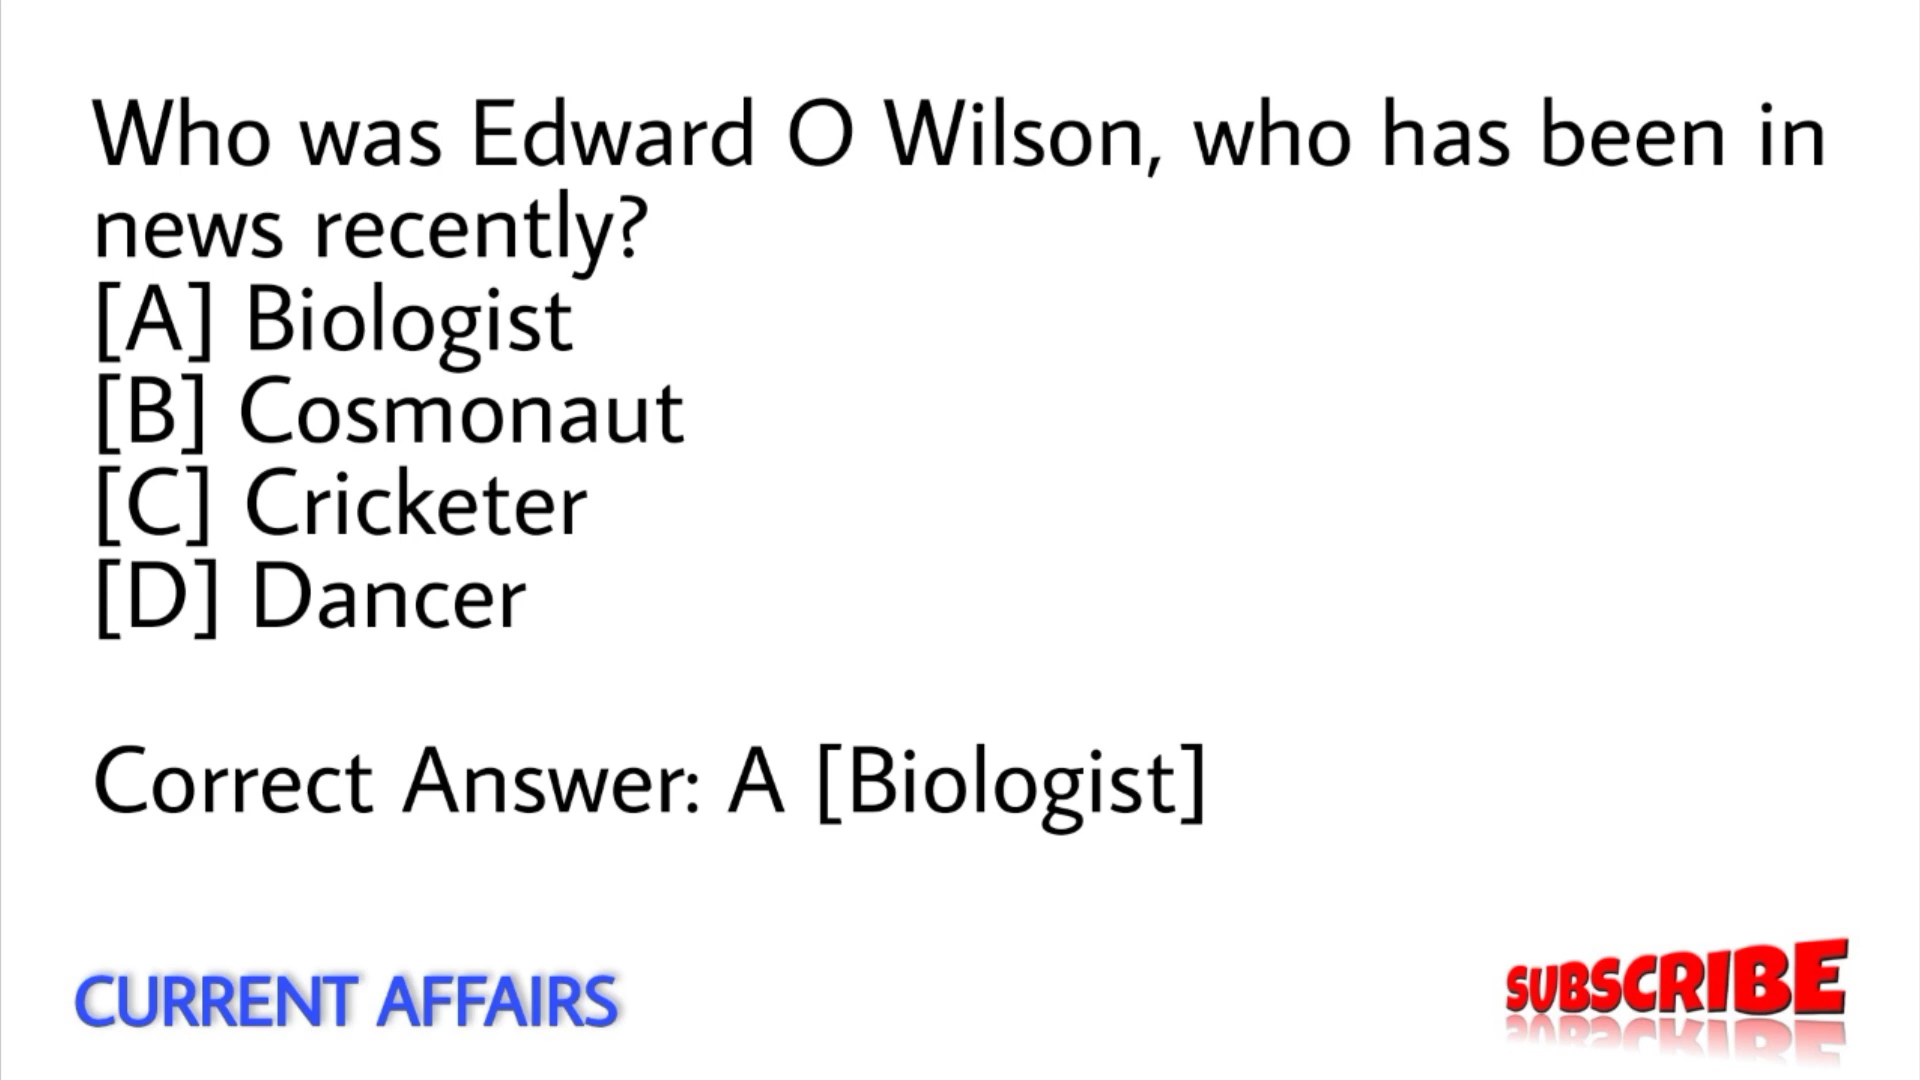 Who was Edward O Wilson, who has been in
news recently?
[A] Biologist
[B] Cosmonaut
[C] Cricketer
[D] Dancer
Correct Answer: A [Biologist]
CURRENT AFFAIRS
SUBSCRIBE